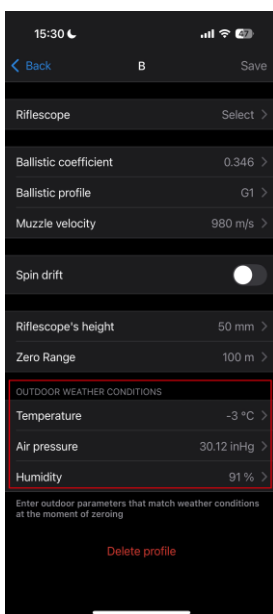 15:30
47
Back B Save
Riflescope Select
Ballistic coefficient 0.346
Ballistic profile G1
Muzzle velocity 980 m/s
Spin drift
Riflescope's height 50 mm
Zero Range 100 m
OUTDOOR WEATHER CONDITIONS
Temperature -3 °C
Air pressure 30.12 inHg
Humidity 91 %
Enter outdoor parameters that match weather conditions
at the moment of zeroing
Delete profile